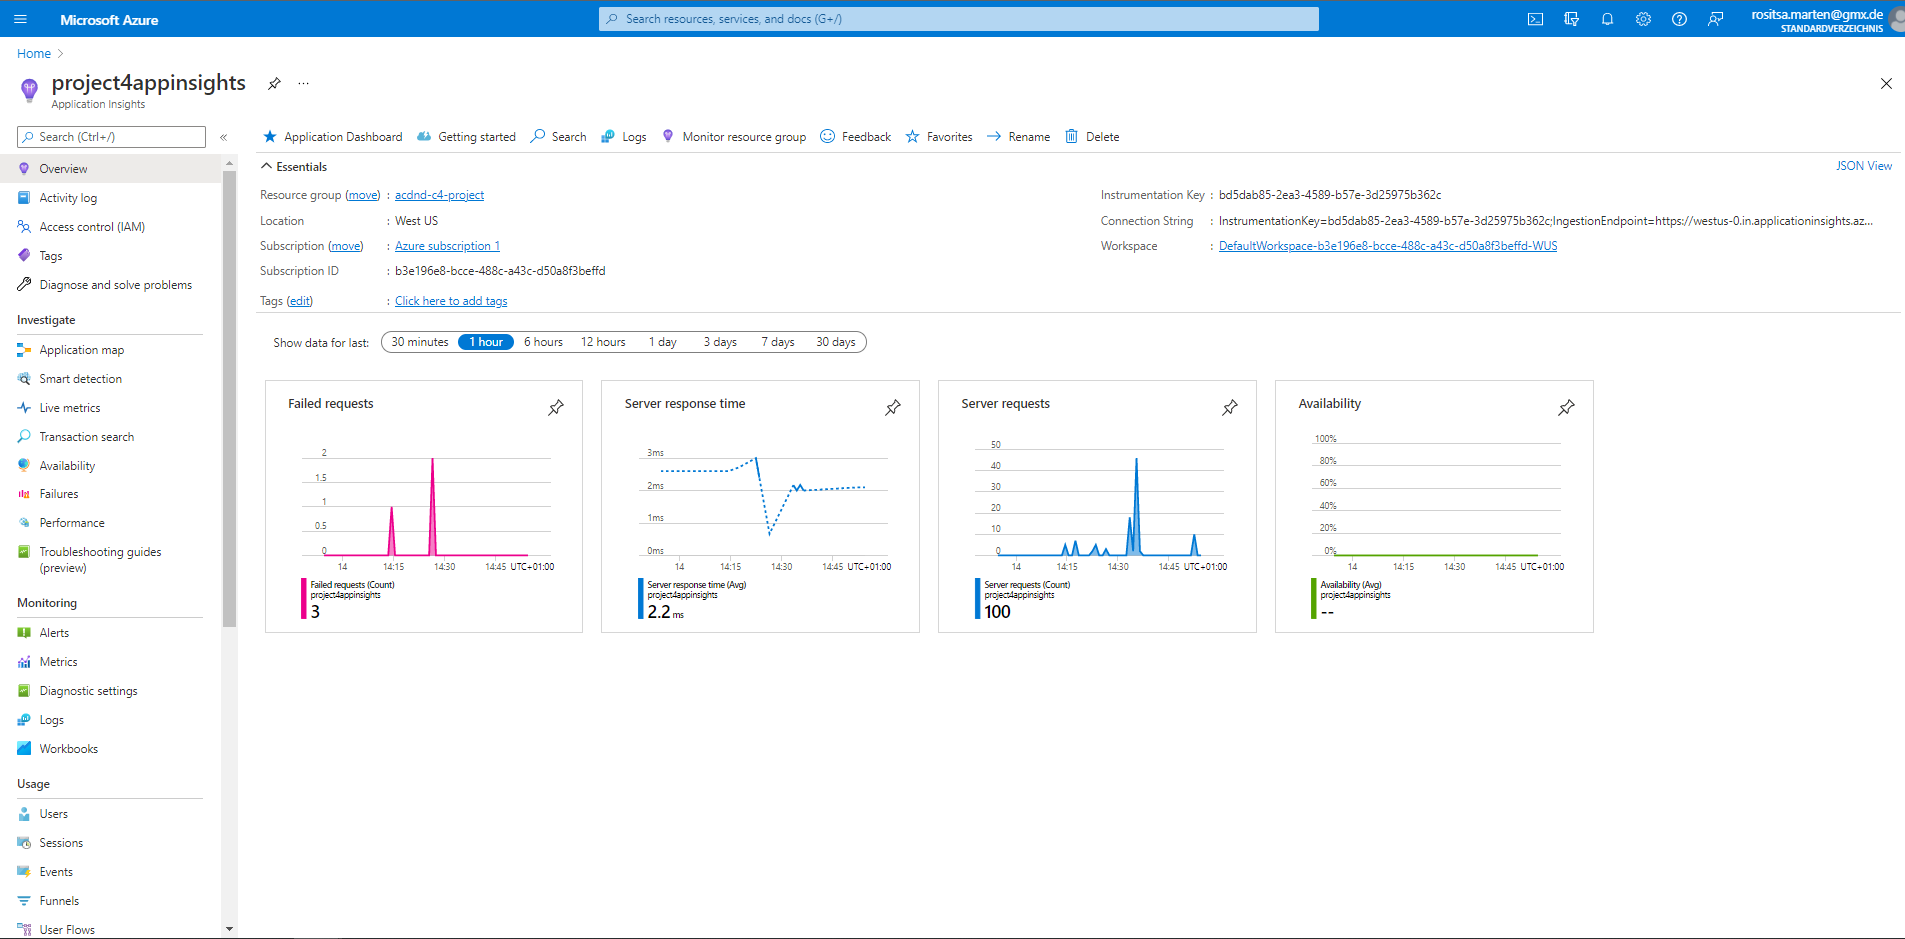 Microsoft Azure
Search resources, services, and docs (G+/)
rositsa.marten@gmx.de
STANDARDVERZEICHNIS
Home
project4appinsights
Application Insights
Search (Ctrl+/)
Overview
Activity log
Access control (IAM)
Tags
Diagnose and solve problems
Investigate
Application map
Smart detection
Live metrics
Transaction search
Availability
Failures
Performance
Troubleshooting guides
(preview)
Monitoring
Alerts
Metrics
Diagnostic settings
Logs
Workbooks
Usage
Users
Sessions
Events
Funnels
User Flows
Application Dashboard Getting started Search Logs Monitor resource group Feedback Favorites Rename Delete
Essentials
JSON View
Resource group (move) : acdnd-c4-project
Location : West US
Subscription (move) : Azure subscription 1
Subscription ID : b3e196e8-bcce-488c-a43c-d50a8f3beffd
Tags (edit) : Click here to add tags
Instrumentation Key : bd5dab85-2ea3-4589-b57e-3d25975b362c
Connection String : InstrumentationKey=bd5dab85-2ea3-4589-b57e-3d25975b362c;IngestionEndpoint=https://westus-0.in.applicationinsights.az...
Workspace : DefaultWorkspace-b3e196e8-bcce-488c-a43c-d50a8f3beffd-WUS
Show data for last: 30 minutes 1 hour 6 hours 12 hours 1 day 3 days 7 days 30 days
Failed requests
2
1.5
1
0.5
0
14 14:15 14:30 14:45 UTC+01:00
Failed requests (Count)
project4appinsights
3
Server response time
3ms
2ms
1ms
0ms
14 14:15 14:30 14:45 UTC+01:00
Server response time (Avg)
project4appinsights
2.2 ms
Server requests
50
40
30
20
10
0
14 14:15 14:30 14:45 UTC+01:00
Server requests (Count)
project4appinsights
100
Availability
100%
80%
60%
40%
20%
0%
14 14:15 14:30 14:45 UTC+01:00
Availability (Avg)
project4appinsights
--